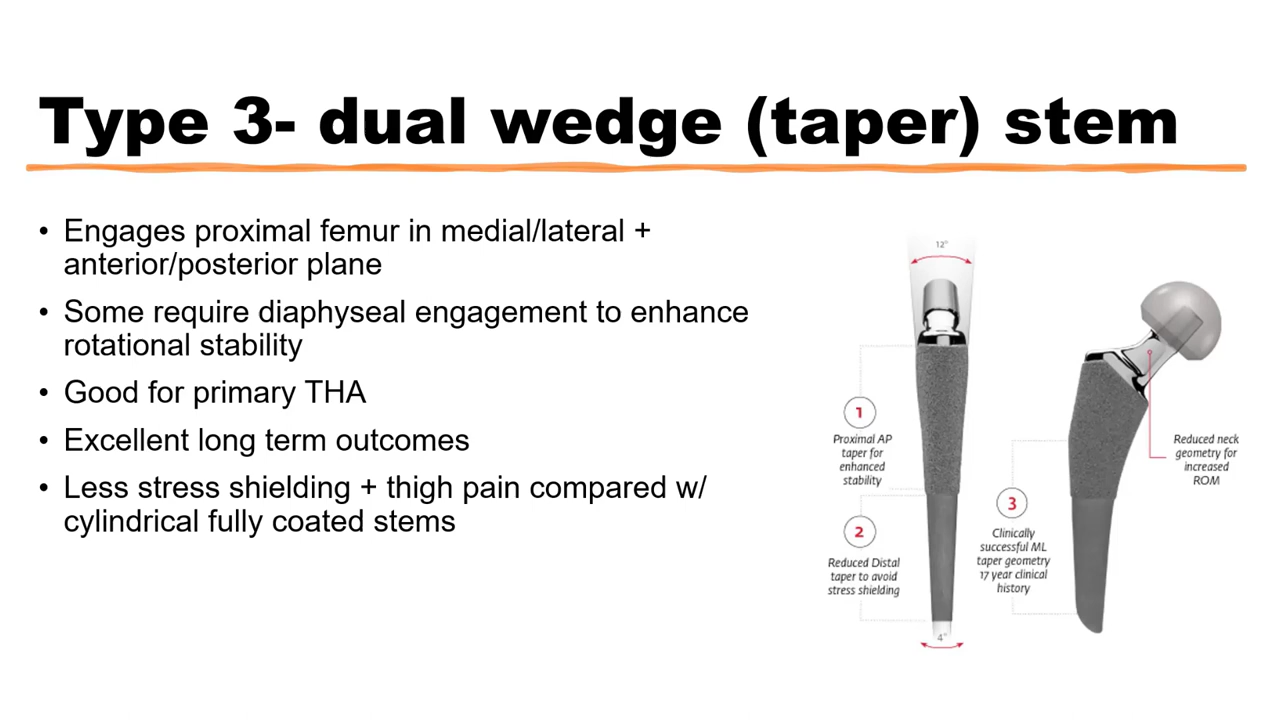 Type 3- dual wedge (taper) stem
• Engages proximal femur in medial/lateral +
anterior/posterior plane
• Some require diaphyseal engagement to enhance
rotational stability
• Good for primary THA
• Excellent long term outcomes
• Less stress shielding + thigh pain compared w/
cylindrical fully coated stems
12°
1
Proximal AP
taper for
enhanced
stability
2
Reduced Distal
taper to avoid
stress shielding
4°
3
Clinically
successful ML
taper geometry
17 year clinical
history
Reduced neck
geometry for
increased
ROM